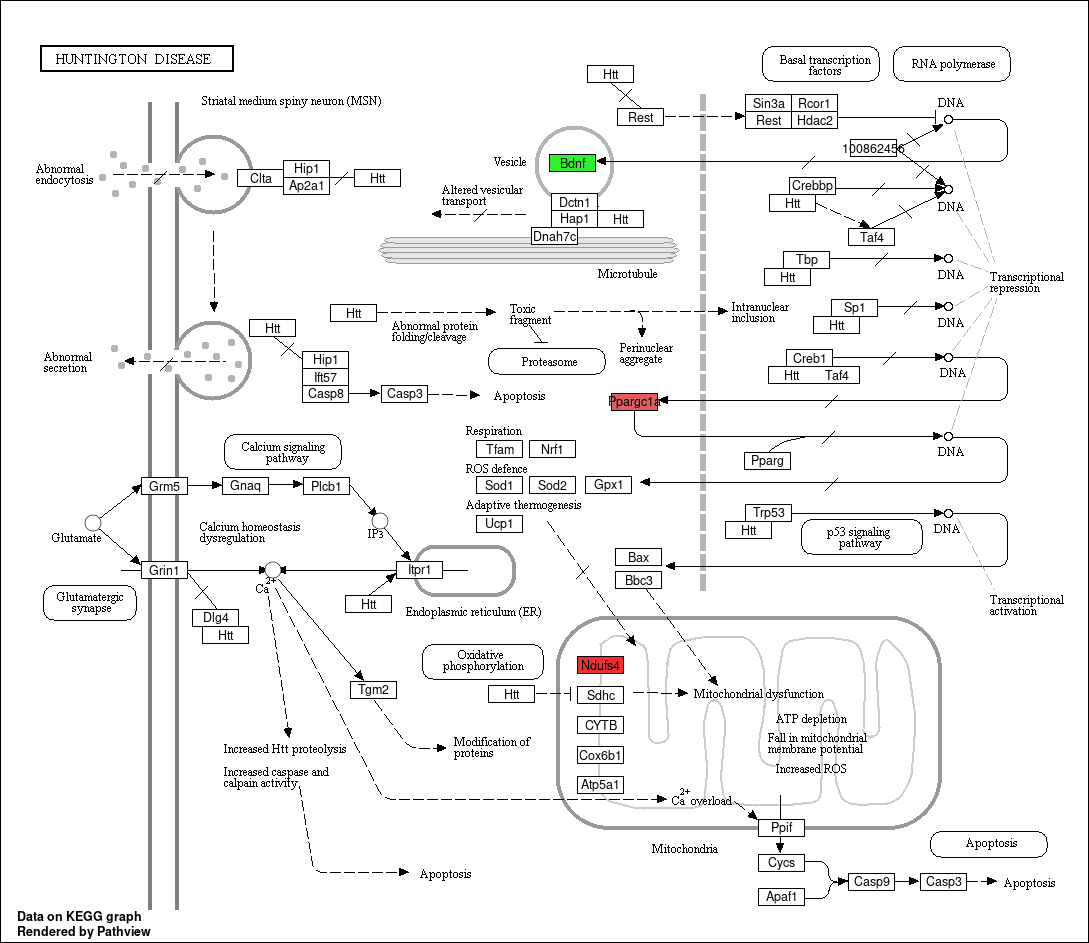 HUNTINGTON DISEASE
Striatal medium spiny neuron (MSN)
Htt
Rest
Basal transcription
factors
RNA polymerase
Sin3a Rcor1
Rest Hdac2
DNA
100862456
Vesicle
Bdnf
Abnormal
endocytosis
Clta
Hip1
Ap2a1
Htt
Altered vesicular
transport
Dctn1
Hap1 Htt
Dnah7c
Microtubule
Crebbp
Htt
DNA
Taf4
Tbp
Htt
DNA
Transcriptional
repression
Sp1
Htt
DNA
Htt
Abnormal protein
folding/cleavage
Toxic
fragment
Intranuclear
inclusion
Perinuclear
aggregate
Proteasome
Abnormal
secretion
Htt
Hip1
Ift57
Casp8
Casp3
Apoptosis
Creb1
Htt Taf4
DNA
Ppargc1a
Respiration
Tfam Nrf1
ROS defence
Sod1 Sod2 Gpx1
Adaptive thermogenesis
Ucp1
Pparg
DNA
Calcium signaling
pathway
Grm5
Gnaq
Plcb1
Glutamate
Calcium homeostasis
dysregulation
IP3
Trp53
Htt
p53 signaling
pathway
DNA
Bax
Bbc3
Grin1
Ca2+
Itpr1
Htt
Endoplasmic reticulum (ER)
Glutamatergic
synapse
Dlg4
Htt
Transcriptional
activation
Oxidative
phosphorylation
Ndufs4
Htt
Sdhc
Mitochondrial dysfunction
CYTB
ATP depletion
Fall in mitochondrial
membrane potential
Cox6b1
Increased ROS
Atp5a1
Tgm2
Modification of
proteins
Increased Htt proteolysis
Increased caspase and
calpain activity
Ca2+ overload
Ppif
Mitochondria
Cycs
Apaf1
Casp9
Casp3
Apoptosis
Apoptosis
Apoptosis
Data on KEGG graph
Rendered by Pathview